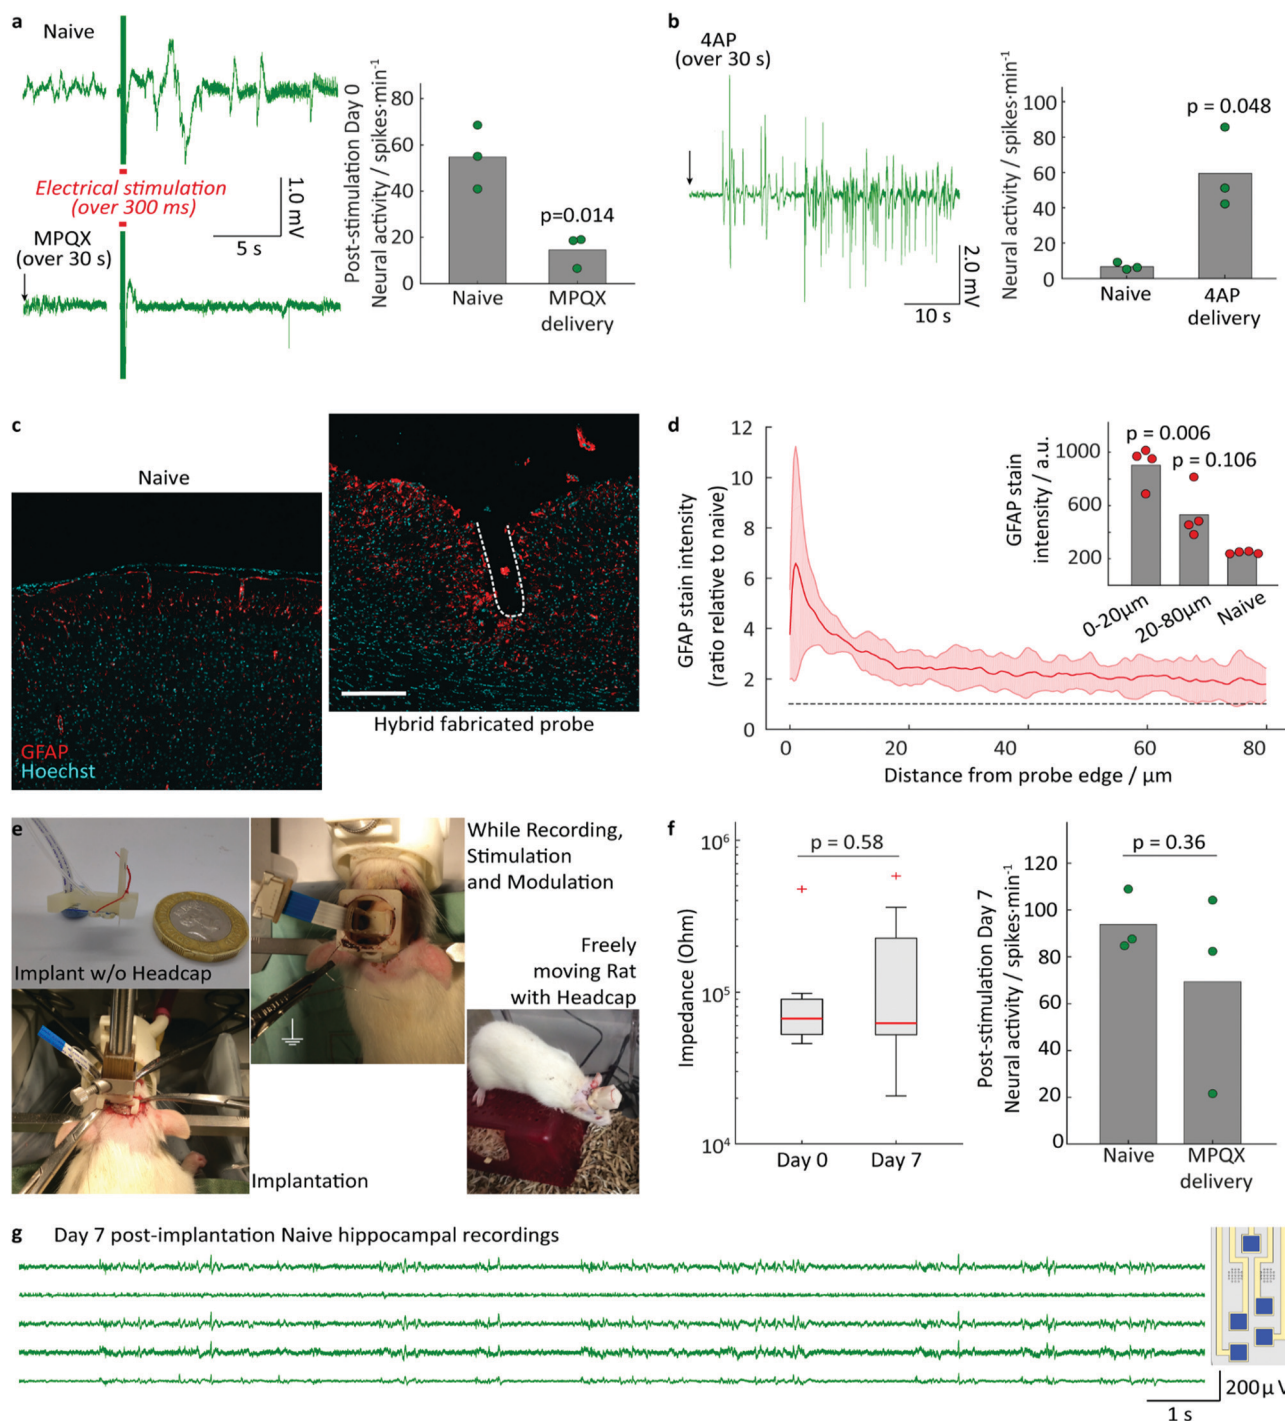 a
Naive
Electrical stimulation
(over 300 ms)
MPQX
(over 30 s)
1.0 mV
5 s
Post-stimulation Day 0
Neural activity / spikes·min⁻¹
80
60
40
20
0
p=0.014
Naive
MPQX
delivery
b
4AP
(over 30 s)
2.0 mV
10 s
Neural activity / spikes·min⁻¹
100
80
60
40
20
0
p = 0.048
Naive
4AP
delivery
c
Naive
GFAP
Hoechst
Hybrid fabricated probe
d
GFAP stain intensity
(ratio relative to naive)
12
10
8
6
4
2
0
0
20
40
60
80
Distance from probe edge / µm
GFAP stain
intensity / a.u.
1000
600
200
p = 0.006
p = 0.106
0-20µm
20-80µm
Naive
e
Implant w/o Headcap
While Recording,
Stimulation
and Modulation
Freely
moving Rat
with Headcap
Implantation
f
Impedance (Ohm)
10⁶
10⁵
10⁴
p = 0.58
Day 0
Day 7
Post-stimulation Day 7
Neural activity / spikes·min⁻¹
120
100
80
60
40
20
0
p = 0.36
Naive
MPQX
delivery
g
Day 7 post-implantation Naive hippocampal recordings
200µV
1 s